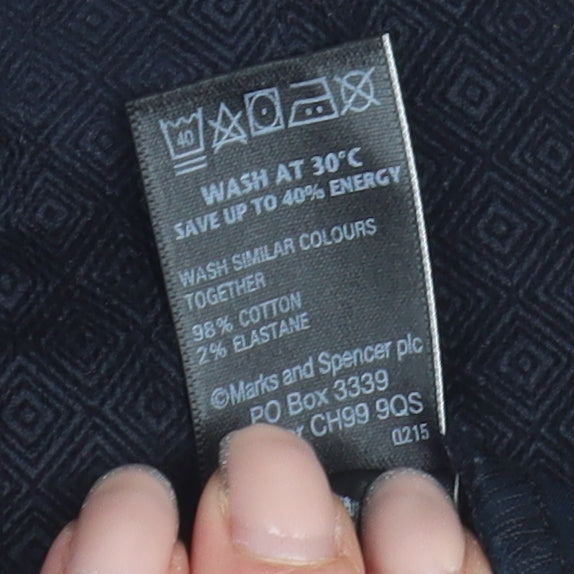 40
WASH AT 30°C
SAVE UP TO 40% ENERGY
WASH SIMILAR COLOURS
TOGETHER
98% COTTON
2% ELASTANE
©Marks and Spencer plc
PO Box 3339
CH99 9QS
0215